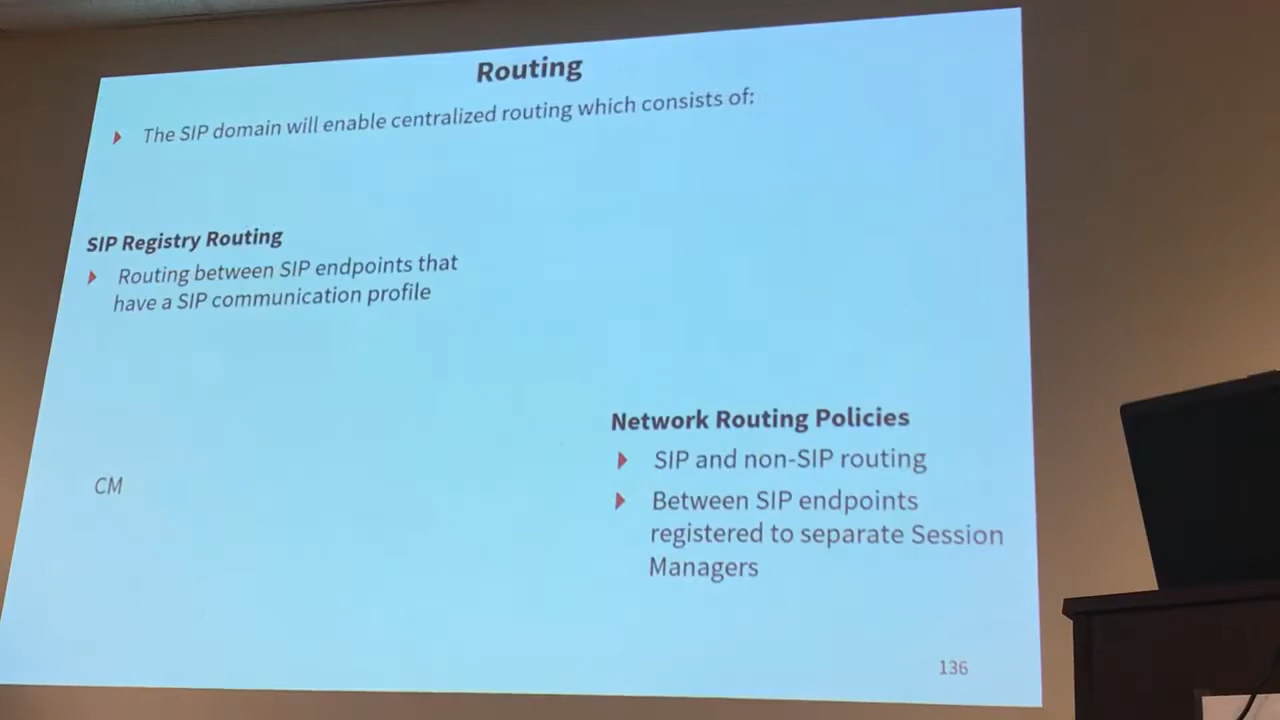 Routing
The SIP domain will enable centralized routing which consists of:
SIP Registry Routing
Routing between SIP endpoints that
have a SIP communication profile
CM
Network Routing Policies
SIP and non-SIP routing
Between SIP endpoints
registered to separate Session
Managers
136